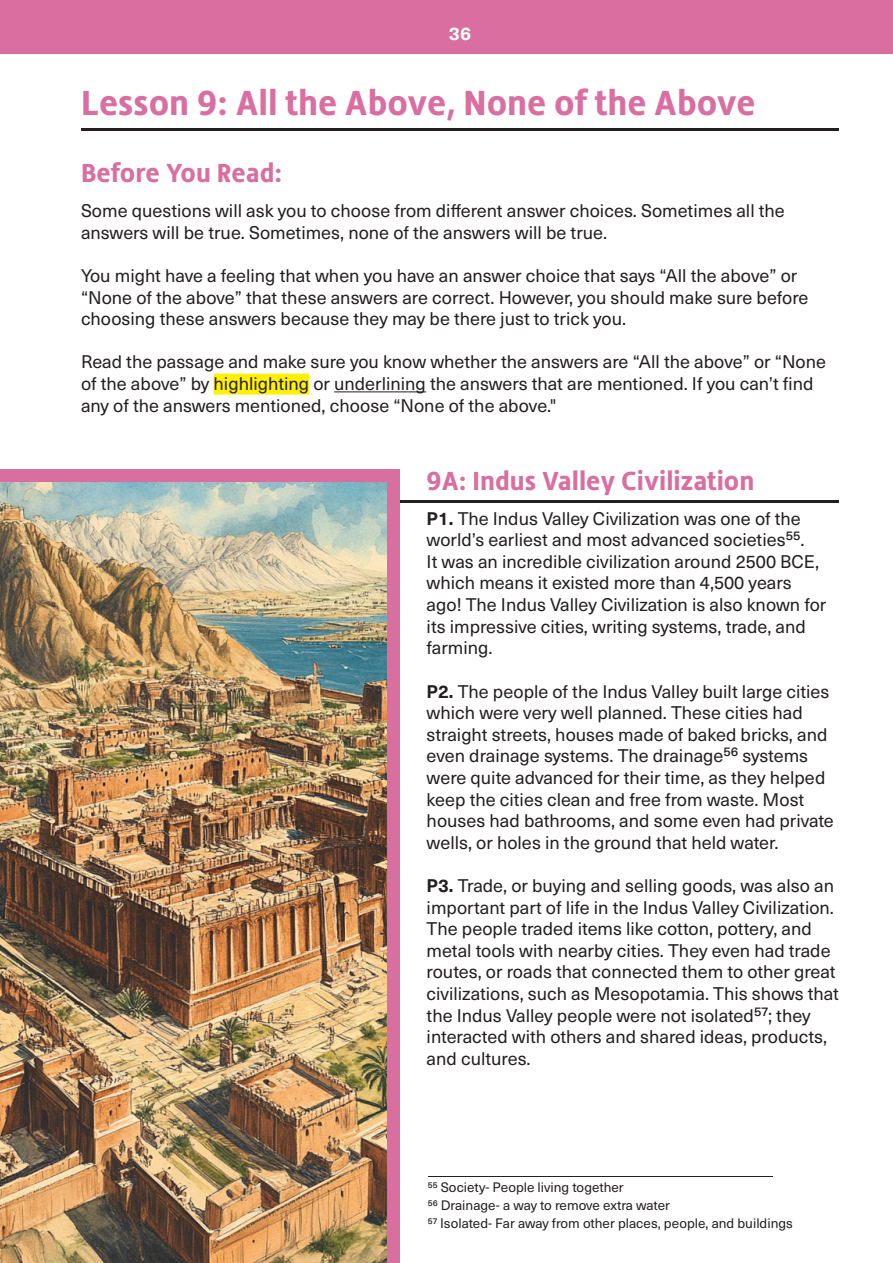 36
Lesson 9: All the Above, None of the Above
Before You Read:
Some questions will ask you to choose from different answer choices. Sometimes all the
answers will be true. Sometimes, none of the answers will be true.
You might have a feeling that when you have an answer choice that says “All the above” or
“None of the above” that these answers are correct. However, you should make sure before
choosing these answers because they may be there just to trick you.
Read the passage and make sure you know whether the answers are “All the above” or “None
of the above” by highlighting or underlining the answers that are mentioned. If you can’t find
any of the answers mentioned, choose “None of the above."
9A: Indus Valley Civilization
P1. The Indus Valley Civilization was one of the
world’s earliest and most advanced societies⁵⁵.
It was an incredible civilization around 2500 BCE,
which means it existed more than 4,500 years
ago! The Indus Valley Civilization is also known for
its impressive cities, writing systems, trade, and
farming.
P2. The people of the Indus Valley built large cities
which were very well planned. These cities had
straight streets, houses made of baked bricks, and
even drainage systems. The drainage⁵⁶ systems
were quite advanced for their time, as they helped
keep the cities clean and free from waste. Most
houses had bathrooms, and some even had private
wells, or holes in the ground that held water.
P3. Trade, or buying and selling goods, was also an
important part of life in the Indus Valley Civilization.
The people traded items like cotton, pottery, and
metal tools with nearby cities. They even had trade
routes, or roads that connected them to other great
civilizations, such as Mesopotamia. This shows that
the Indus Valley people were not isolated⁵⁷; they
interacted with others and shared ideas, products,
and cultures.
⁵⁵ Society- People living together
⁵⁶ Drainage- a way to remove extra water
⁵⁷ Isolated- Far away from other places, people, and buildings